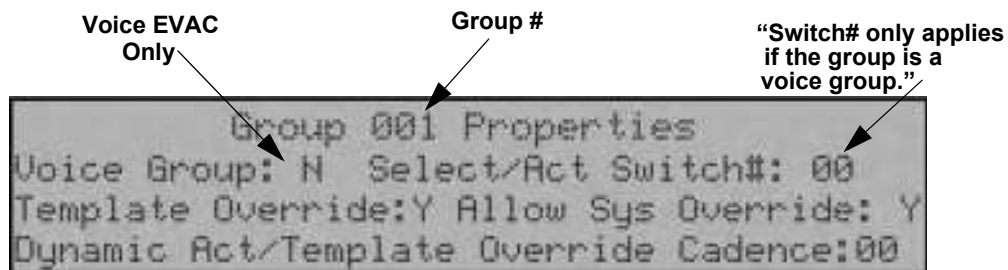 Voice EVAC
Only
Group #
“Switch# only applies
if the group is a
voice group.”
Group 001 Properties
Voice Group: N Select/Act Switch#: 00
Template Override:Y Allow Sys Override: Y
Dynamic Act/Template Override Cadence:00